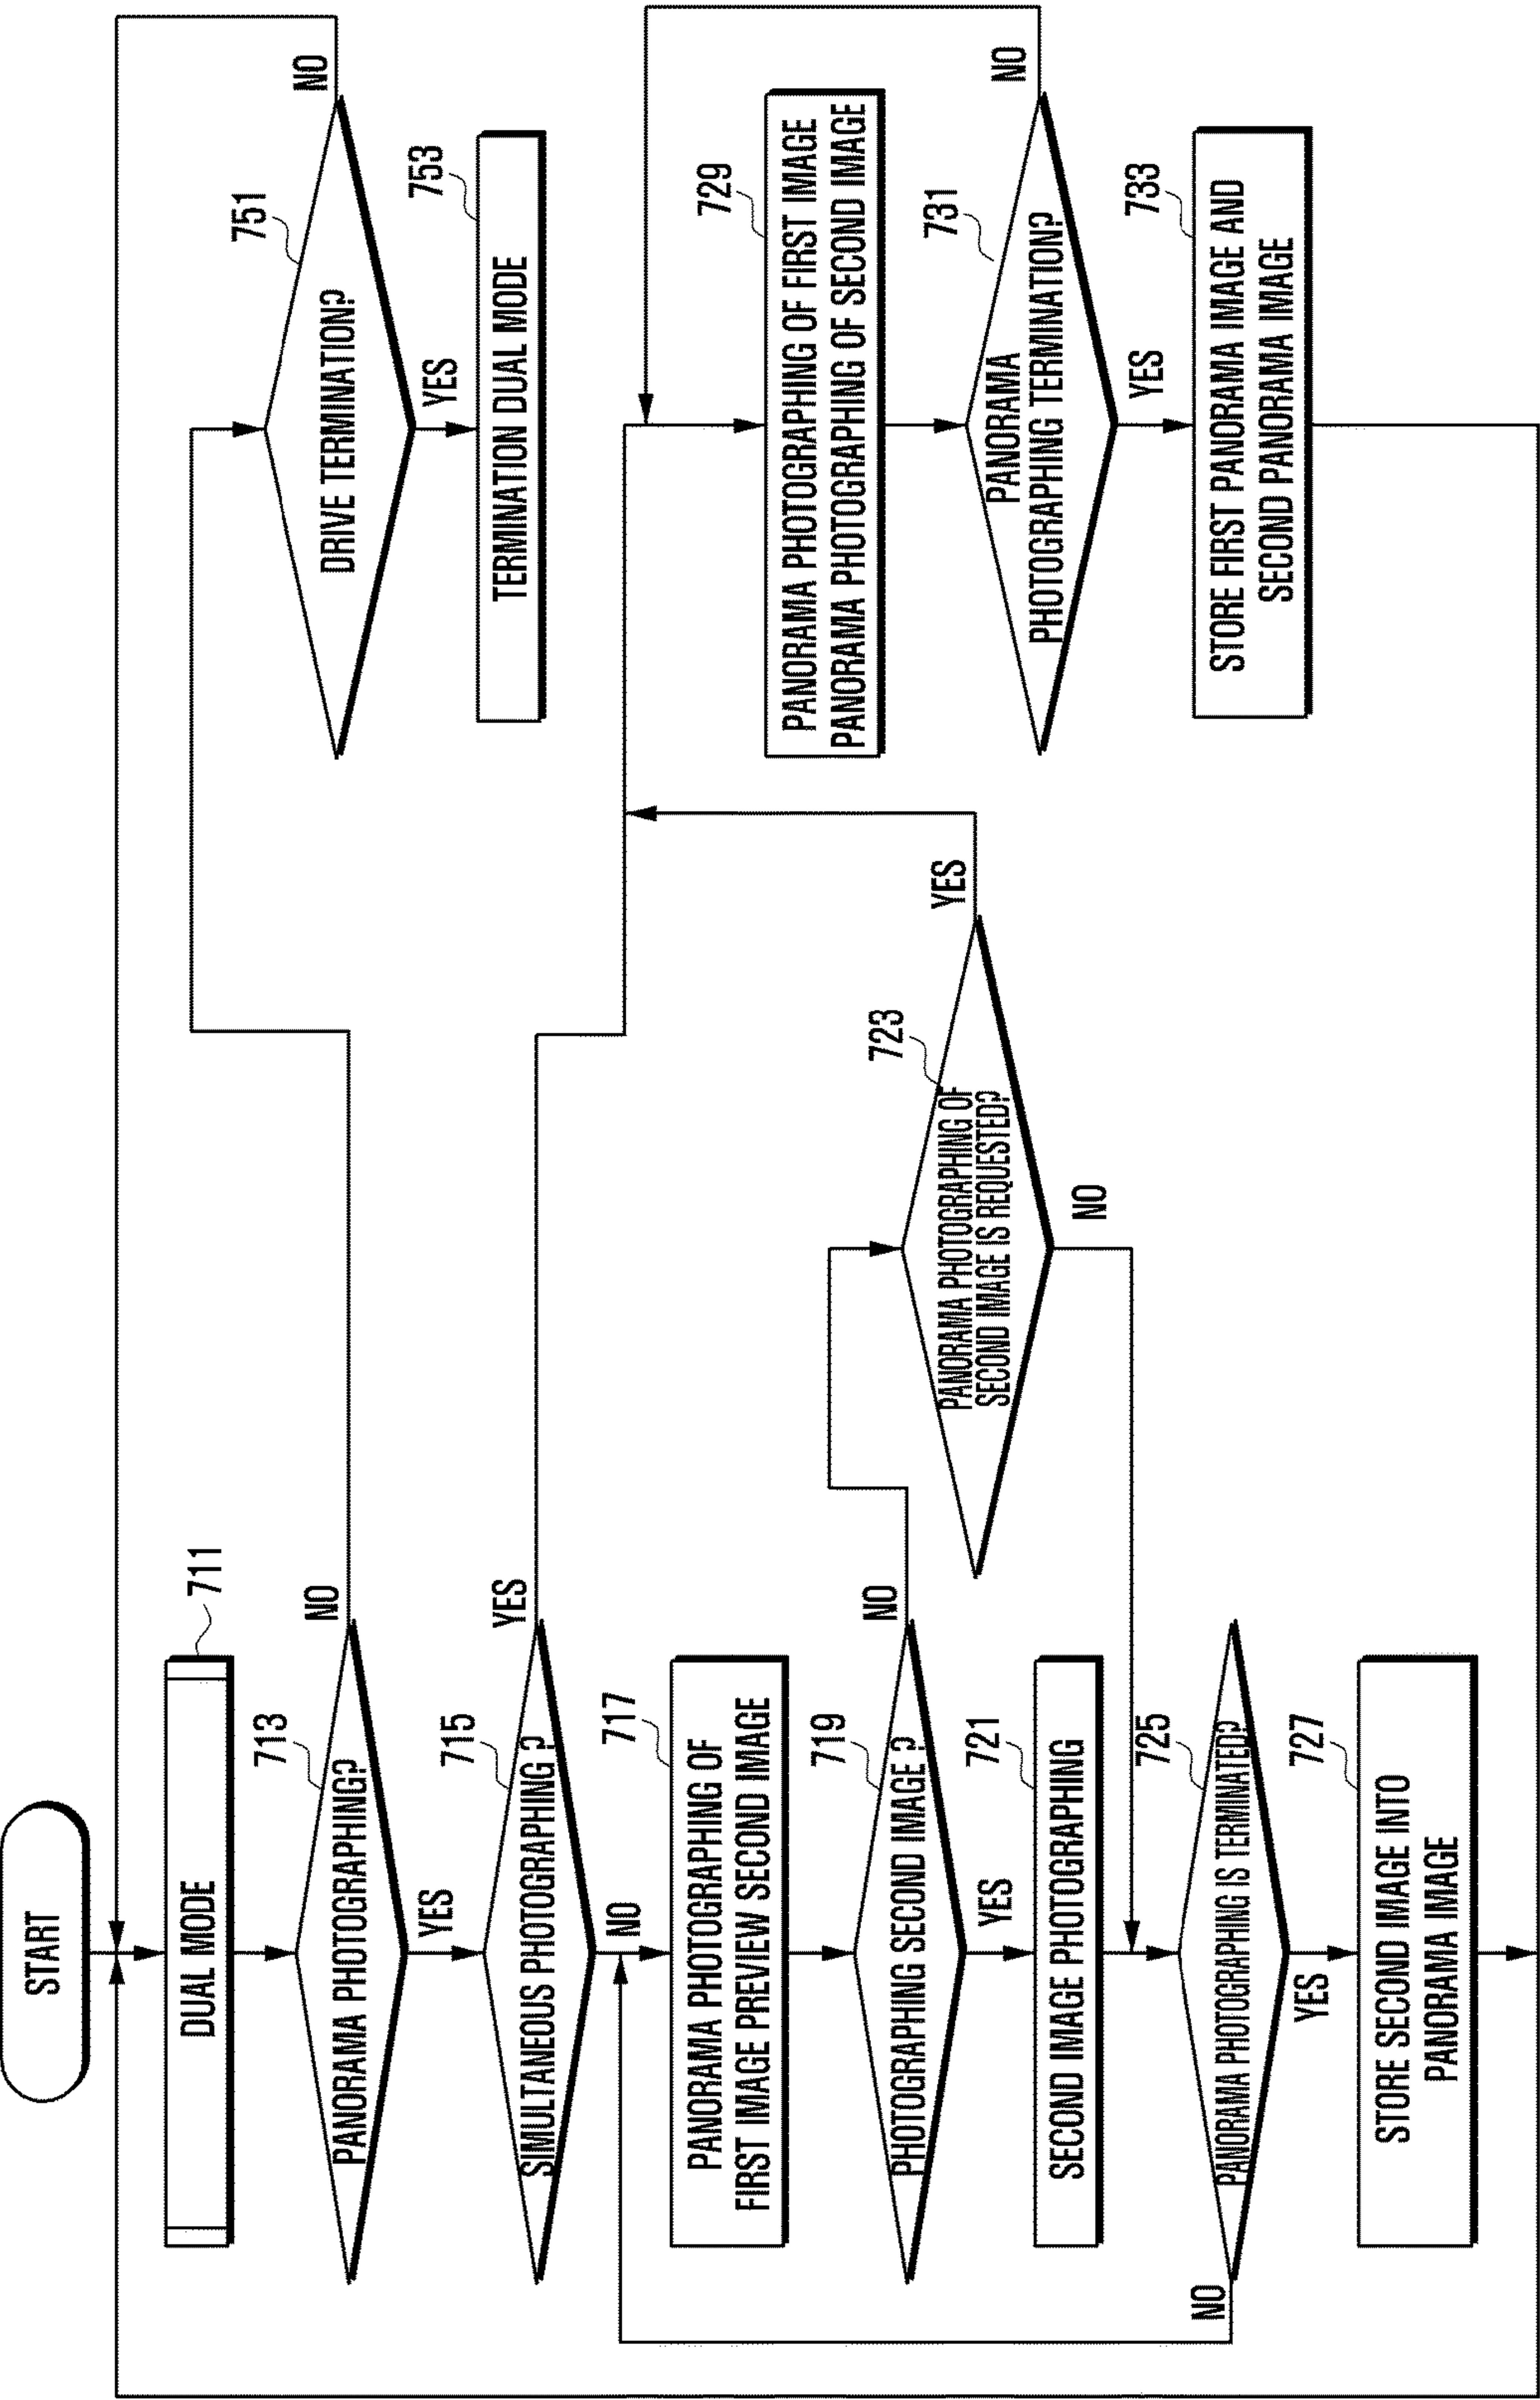 START
DUAL MODE
711
PANORAMA PHOTOGRAPHING?
713
NO
YES
SIMULTANEOUS PHOTOGRAPHING ?
715
YES
NO
PANORAMA PHOTOGRAPHING OF
FIRST IMAGE PREVIEW SECOND IMAGE
717
PHOTOGRAPHING SECOND IMAGE ?
719
NO
YES
SECOND IMAGE PHOTOGRAPHING
721
PANORAMA PHOTOGRAPHING OF
SECOND IMAGE IS REQUESTED?
723
YES
NO
PANORAMA PHOTOGRAPHING IS TERMINATED?
725
NO
YES
STORE SECOND IMAGE INTO
PANORAMA IMAGE
727
DRIVE TERMINATION?
751
NO
YES
TERMINATION DUAL MODE
753
PANORAMA PHOTOGRAPHING OF FIRST IMAGE
PANORAMA PHOTOGRAPHING OF SECOND IMAGE
729
PANORAMA
PHOTOGRAPHING TERMINATION?
731
NO
YES
STORE FIRST PANORAMA IMAGE AND
SECOND PANORAMA IMAGE
733